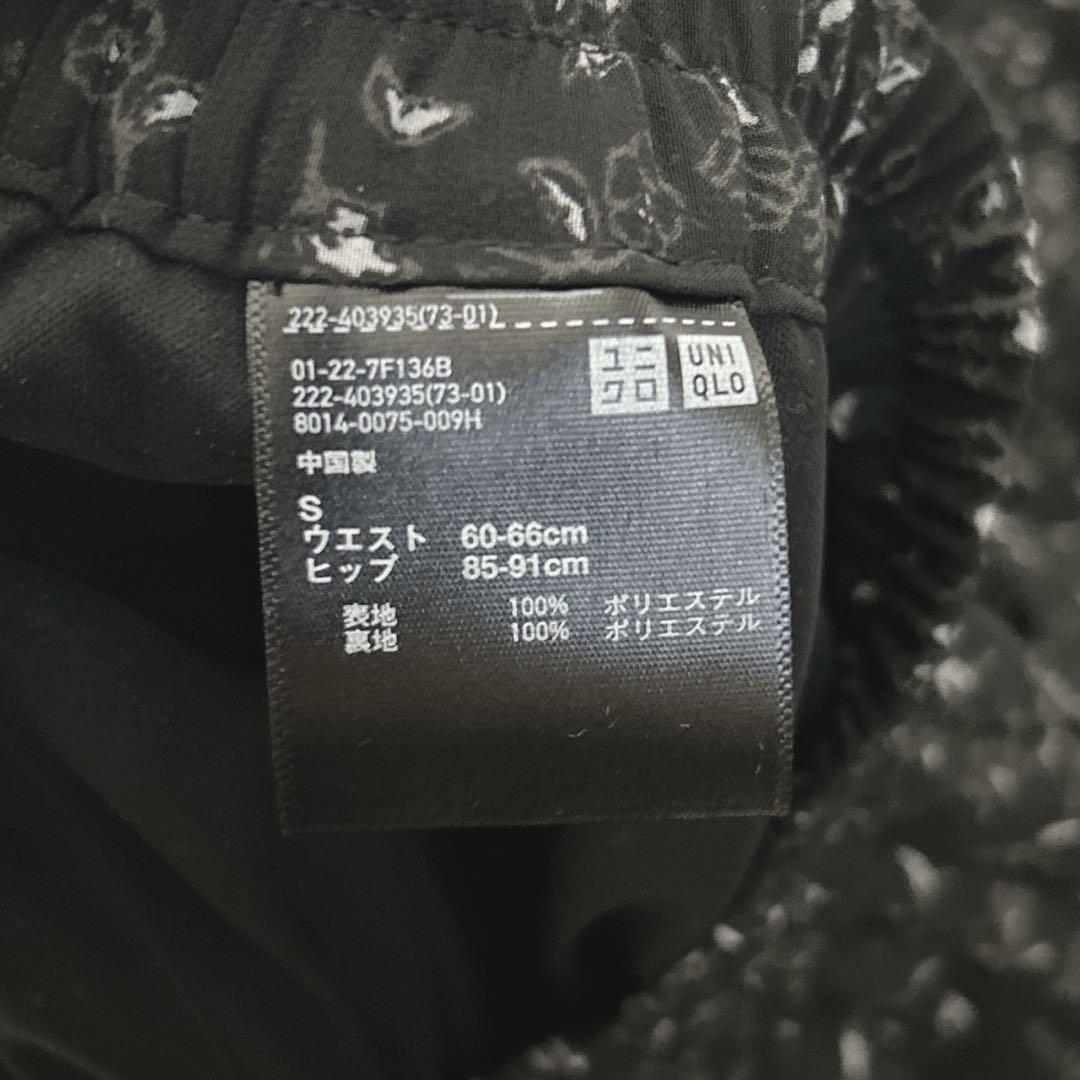 222-403935(73-01)
ユニ
クロ
UNI
QLO
01-22-7F136B
222-403935(73-01)
8014-0075-009H
中国製
S
ウエスト 60-66cm
ヒップ 85-91cm
表地 100% ポリエステル
裏地 100% ポリエステル